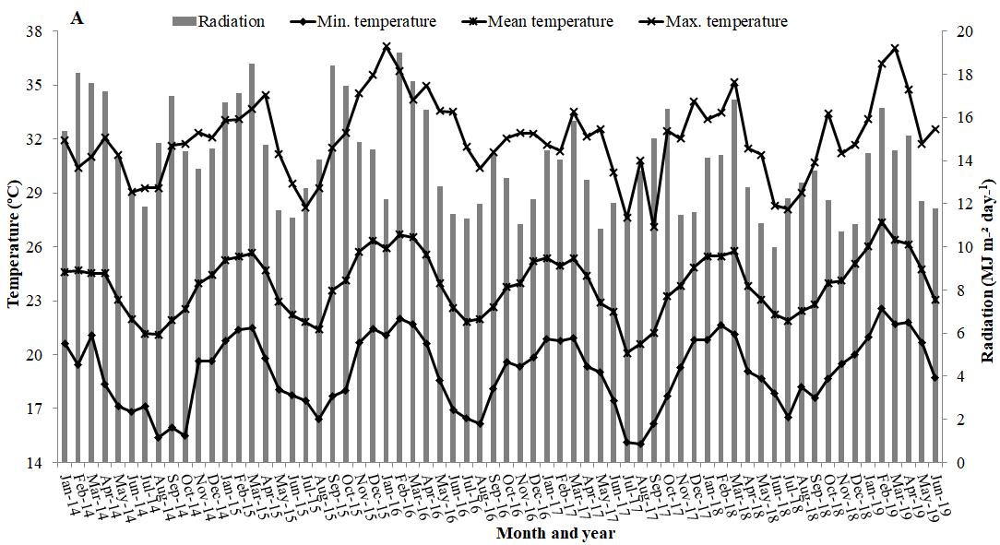 A
Radiation
Min. temperature
Mean temperature
Max. temperature
Temperature (°C)
38
35
32
29
26
23
20
17
14
20
18
16
14
12
10
8
6
4
2
0
Radiation (MJ m-² day-¹)
Jan-14
Feb-14
Mar-14
Apr-14
May-14
Jun-14
Jul-14
Aug-14
Sep-14
Oct-14
Nov-14
Dec-14
Jan-15
Feb-15
Mar-15
Apr-15
May-15
Jun-15
Jul-15
Aug-15
Sep-15
Oct-15
Nov-15
Dec-15
Jan-16
Feb-16
Mar-16
Apr-16
May-16
Jun-16
Jul-16
Aug-16
Sep-16
Oct-16
Nov-16
Dec-16
Jan-17
Feb-17
Mar-17
Apr-17
May-17
Jun-17
Jul-17
Aug-17
Sep-17
Oct-17
Nov-17
Dec-17
Jan-18
Feb-18
Mar-18
Apr-18
May-18
Jun-18
Jul-18
Aug-18
Sep-18
Oct-18
Nov-18
Dec-18
Jan-19
Feb-19
Mar-19
Apr-19
May-19
Jun-19
Month and year